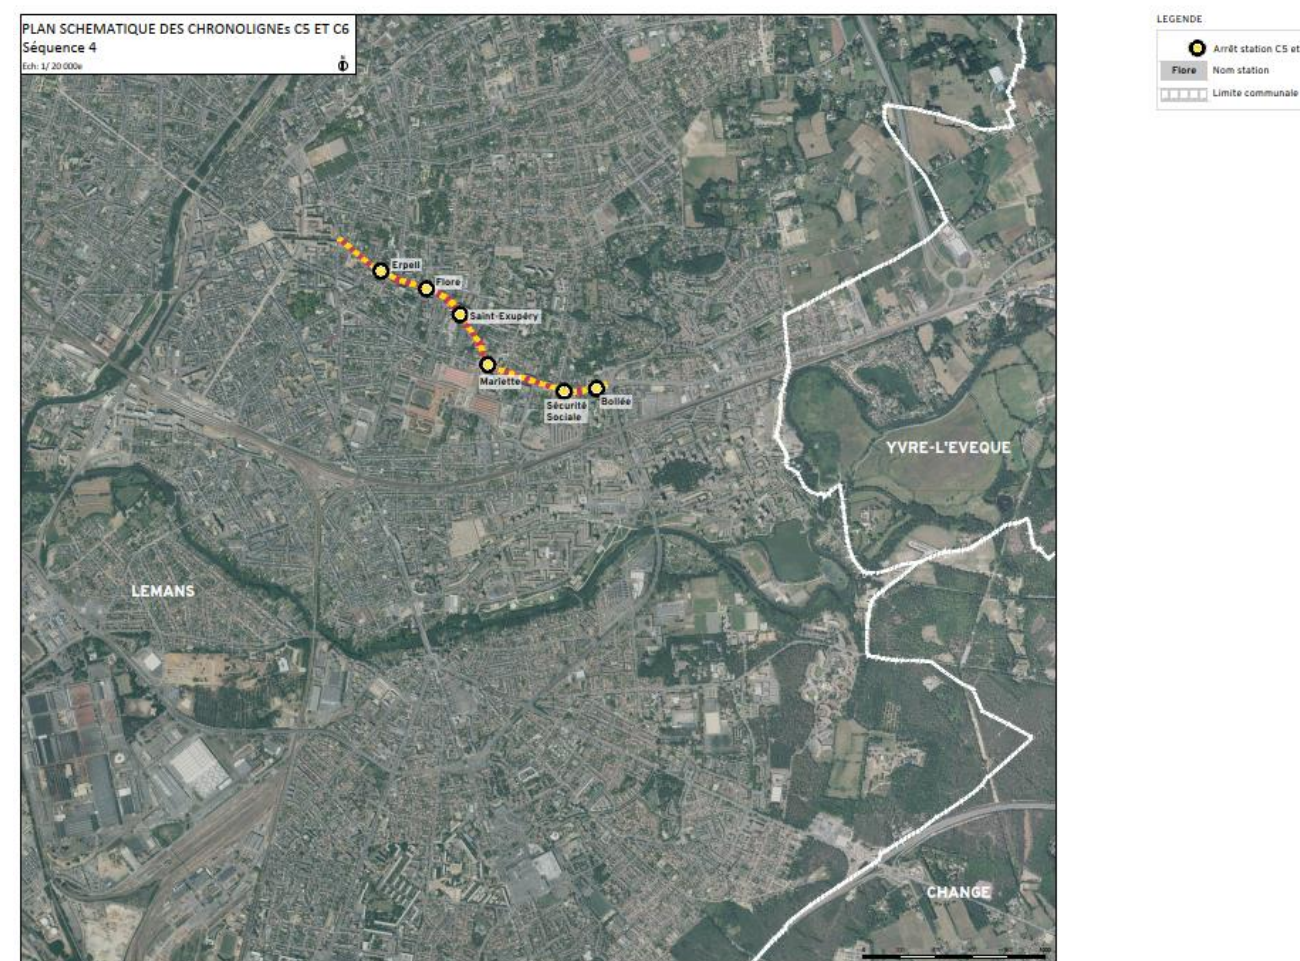 PLAN SCHEMATIQUE DES CHRONOLIGNEs C5 ET C6
Séquence 4
Ech: 1/ 20 000e
N
LEGENDE
Arrêt station C5 et
Flore Nom station
Limite communale
Erpell
Flore
Saint-Exupéry
Mariette
Sécurité
Sociale
Bollée
YVRE-L'EVEQUE
LEMANS
CHANGE